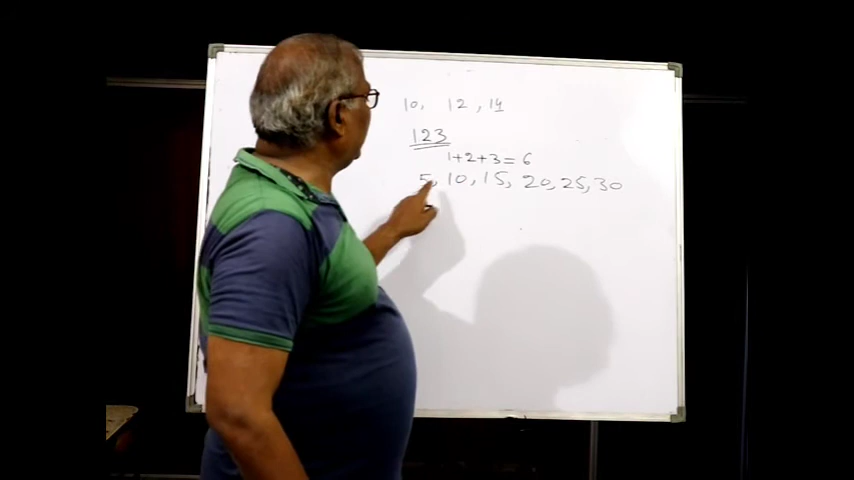 10, 12, 14
123
1+2+3=6
5, 10, 15, 20, 25, 30